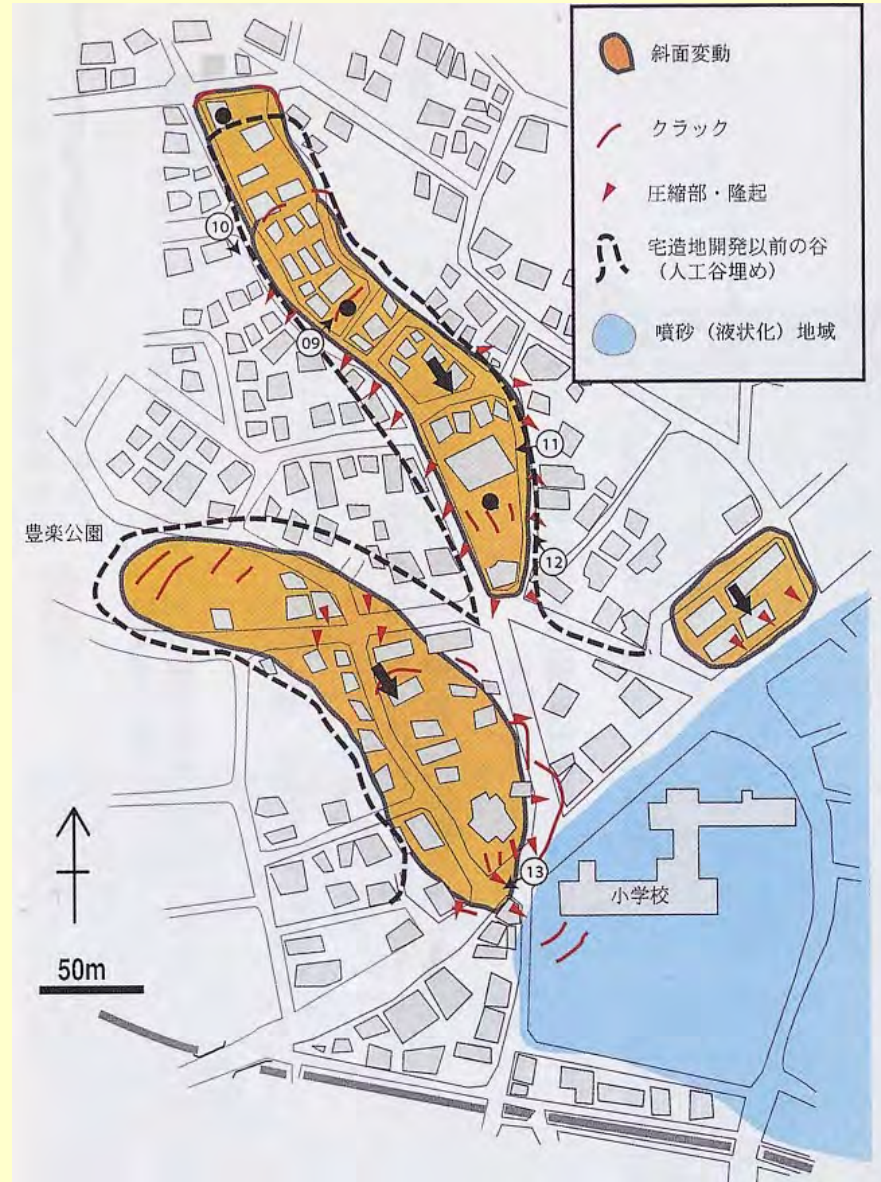 斜面変動
クラック
圧縮部・隆起
宅造地開発以前の谷
（人工谷埋め）
噴砂（液状化）地域
10
09
11
12
豊楽公園
13
小学校
50m